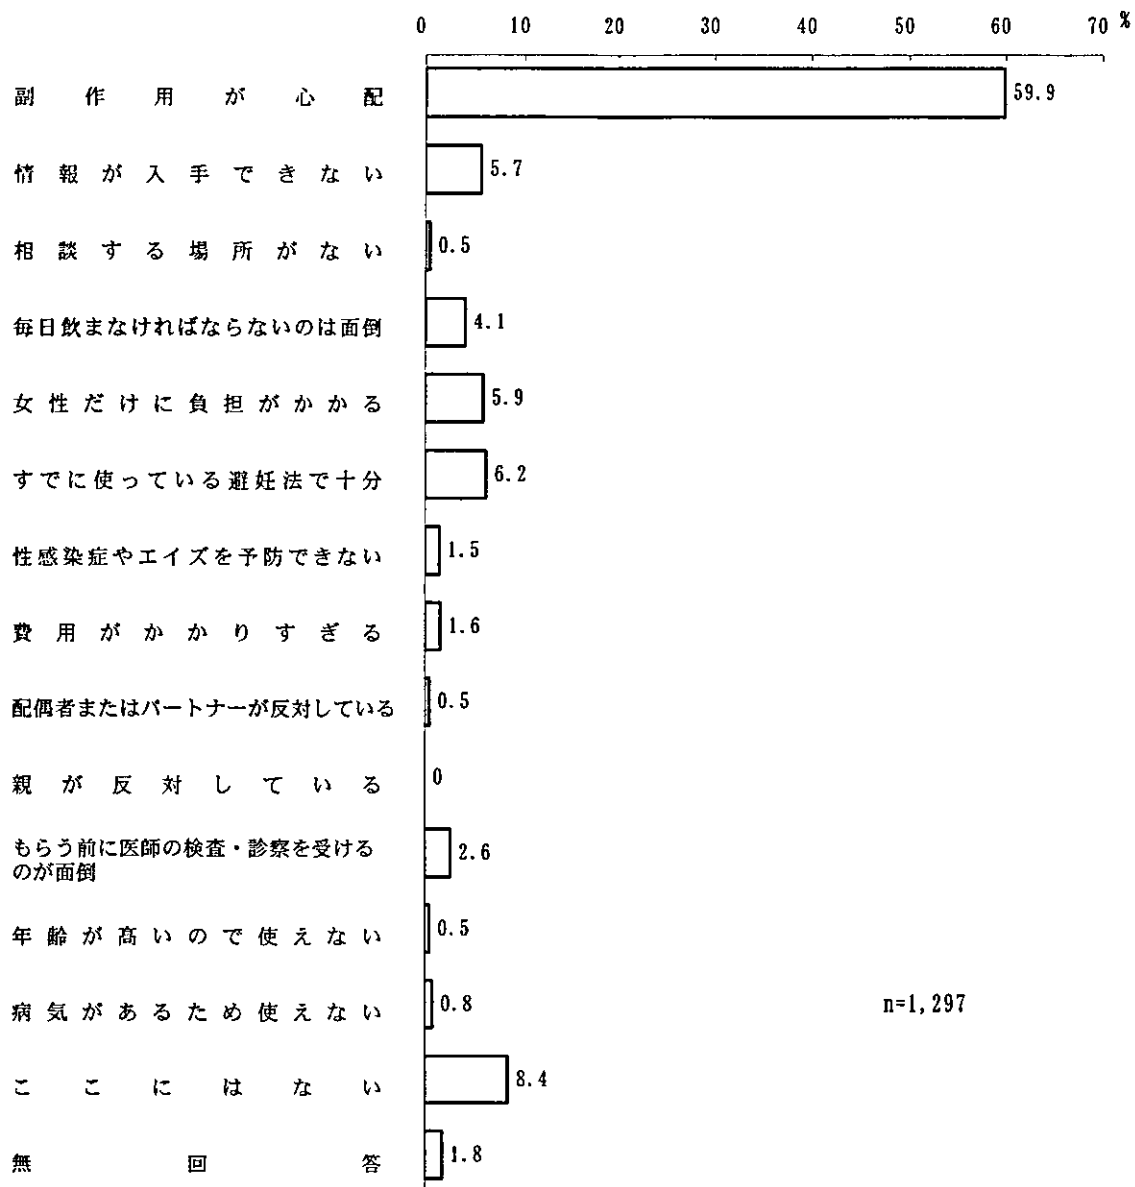 0 10 20 30 40 50 60 70 %
副作用が心配 59.9
情報が入手できない 5.7
相談する場所がない 0.5
毎日飲まなければならないのは面倒 4.1
女性だけに負担がかかる 5.9
すでに使っている避妊法で十分 6.2
性感染症やエイズを予防できない 1.5
費用がかかりすぎる 1.6
配偶者またはパートナーが反対している 0.5
親が反対している 0
もらう前に医師の検査・診察を受ける
のが面倒 2.6
年齢が高いので使えない 0.5
病気があるため使えない 0.8
n=1,297
ここにはない 8.4
無回答 1.8